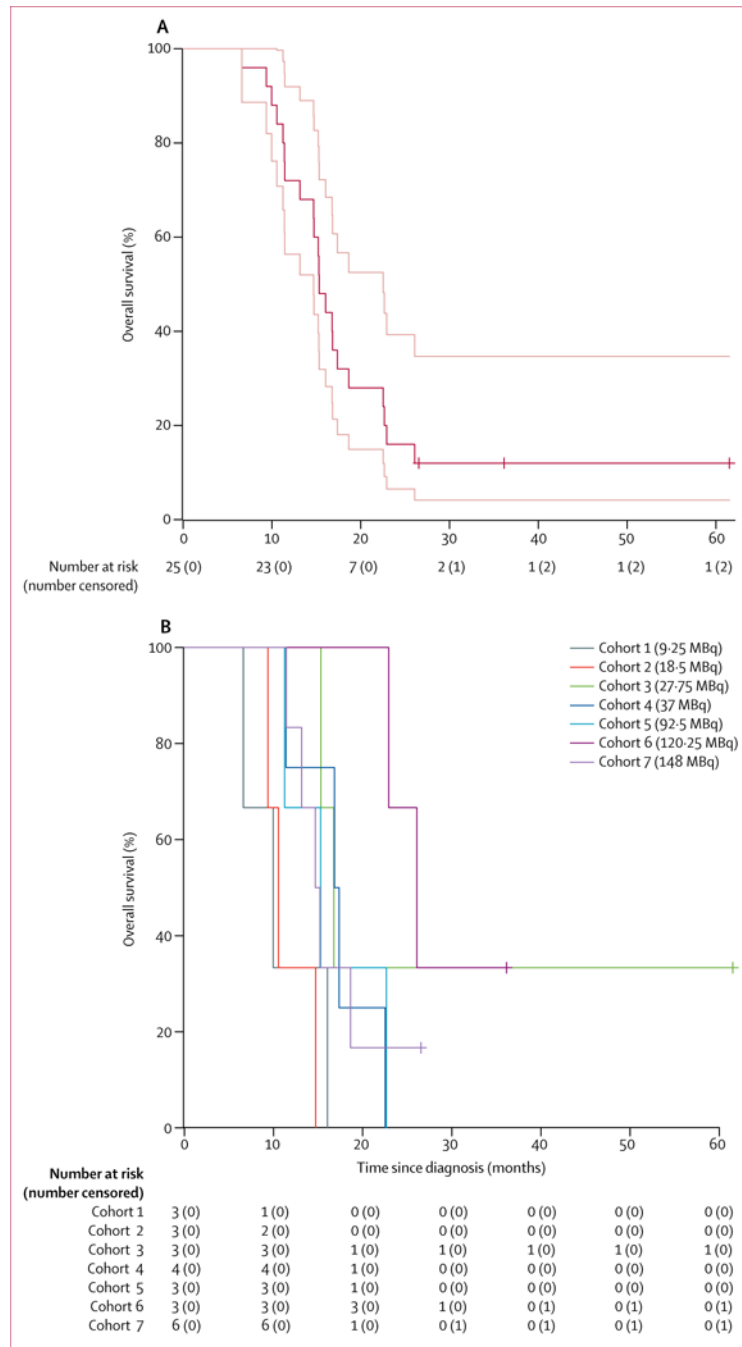 A
100
80
60
40
20
0
Overall survival (%)
0 10 20 30 40 50 60
Number at risk
(number censored)
25 (0) 23 (0) 7 (0) 2 (1) 1 (2) 1 (2) 1 (2)
B
100
80
60
40
20
0
Overall survival (%)
Cohort 1 (9·25 MBq)
Cohort 2 (18·5 MBq)
Cohort 3 (27·75 MBq)
Cohort 4 (37 MBq)
Cohort 5 (92·5 MBq)
Cohort 6 (120·25 MBq)
Cohort 7 (148 MBq)
0 10 20 30 40 50 60
Time since diagnosis (months)
Number at risk
(number censored)
Cohort 1 3 (0) 1 (0) 0 (0) 0 (0) 0 (0) 0 (0) 0 (0)
Cohort 2 3 (0) 2 (0) 0 (0) 0 (0) 0 (0) 0 (0) 0 (0)
Cohort 3 3 (0) 3 (0) 1 (0) 1 (0) 1 (0) 1 (0) 1 (0)
Cohort 4 4 (0) 4 (0) 1 (0) 0 (0) 0 (0) 0 (0) 0 (0)
Cohort 5 3 (0) 3 (0) 1 (0) 0 (0) 0 (0) 0 (0) 0 (0)
Cohort 6 3 (0) 3 (0) 3 (0) 1 (0) 0 (1) 0 (1) 0 (1)
Cohort 7 6 (0) 6 (0) 1 (0) 0 (1) 0 (1) 0 (1) 0 (1)